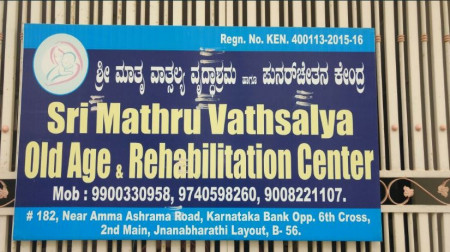 Regn. No. KEN. 400113-2015-16
ಶ್ರೀ ಮಾತೃ ವಾತ್ಸಲ್ಯ ವೃದ್ಧಾಶ್ರಮ ಹಾಗೂ ಪುನರ್ಚೇತನ ಕೇಂದ್ರ
Sri Mathru Vathsalya
Old Age & Rehabilitation Center
Mob : 9900330958, 9740598260, 9008221107.
# 182, Near Amma Ashrama Road, Karnataka Bank Opp. 6th Cross,
2nd Main, Jnanabharathi Layout, B- 56.